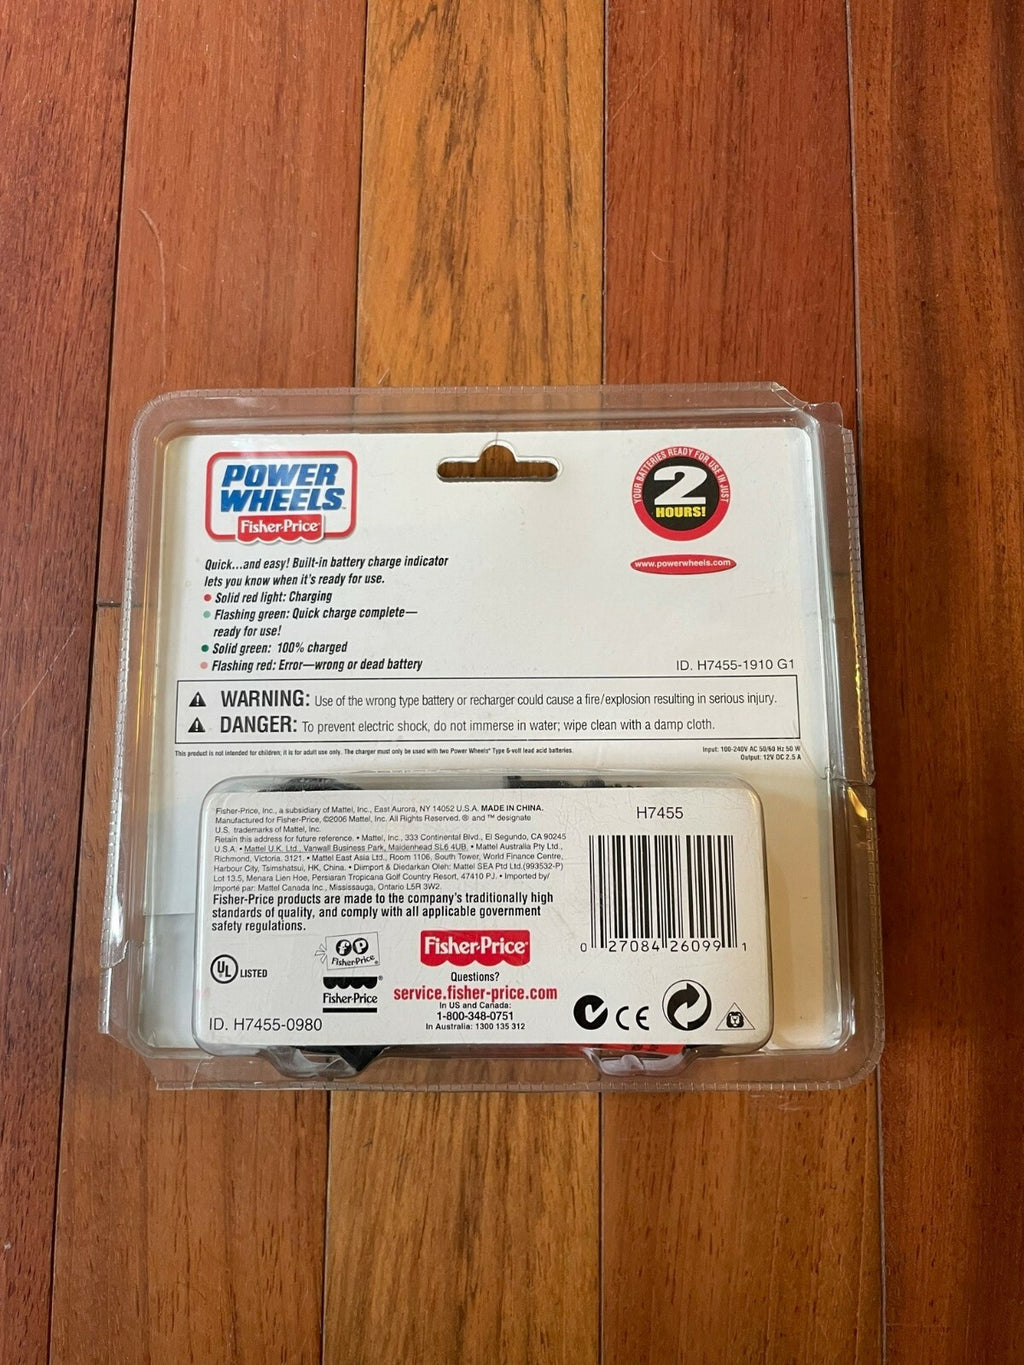 POWER
WHEELS™
Fisher-Price®
YOUR BATTERIES READY FOR USE IN JUST
2
HOURS!
www.powerwheels.com
Quick...and easy! Built-in battery charge indicator
lets you know when it's ready for use.
• Solid red light: Charging
• Flashing green: Quick charge complete—
ready for use!
• Solid green: 100% charged
• Flashing red: Error—wrong or dead battery
ID. H7455-1910 G1
WARNING: Use of the wrong type battery or recharger could cause a fire/explosion resulting in serious injury.
DANGER: To prevent electric shock, do not immerse in water; wipe clean with a damp cloth.
This product is not intended for children; it is for adult use only. The charger must only be used with two Power Wheels® Type 6-volt lead acid batteries.
Input: 100-240V AC 50/60 Hz 50 W
Output: 12V DC 2.5 A
Fisher-Price, Inc., a subsidiary of Mattel, Inc., East Aurora, NY 14052 U.S.A. MADE IN CHINA.
Manufactured for Fisher-Price, ©2006 Mattel, Inc. All Rights Reserved. ® and ™ designate
U.S. trademarks of Mattel, Inc.
Retain this address for future reference. • Mattel, Inc., 333 Continental Blvd., El Segundo, CA 90245
U.S.A. • Mattel U.K. Ltd., Vanwall Business Park, Maidenhead SL6 4UB. • Mattel Australia Pty Ltd.,
Richmond, Victoria. 3121. • Mattel East Asia Ltd., Room 1106, South Tower, World Finance Centre,
Harbour City, Tsimshatsui, HK, China. • Diimport & Diedarkan Oleh: Mattel SEA Ptd Ltd.(993532-P)
Lot 13.5, Menara Lien Hoe, Persiaran Tropicana Golf Country Resort, 47410 PJ. • Imported by/
Importé par: Mattel Canada Inc., Mississauga, Ontario L5R 3W2.
Fisher-Price products are made to the company's traditionally high
standards of quality, and comply with all applicable government
safety regulations.
H7455
0 27084 26099 1
UL LISTED
FP
Fisher-Price®
Fisher-Price®
Fisher-Price®
Questions?
service.fisher-price.com
In US and Canada:
1-800-348-0751
In Australia: 1300 135 312
CE
ID. H7455-0980